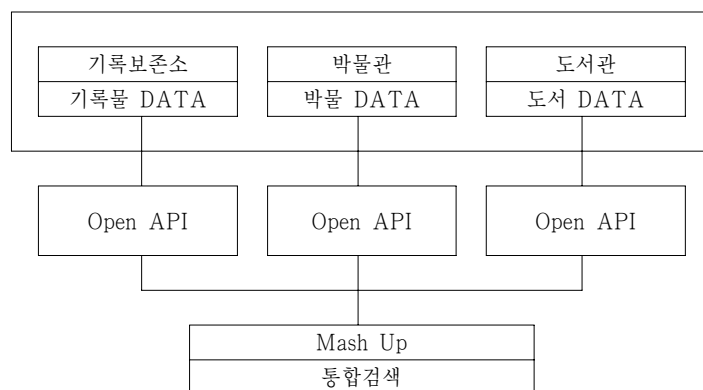 기록보존소 박물관 도서관
기록물 DATA 박물 DATA 도서 DATA
Open API Open API Open API
Mash Up
통합검색